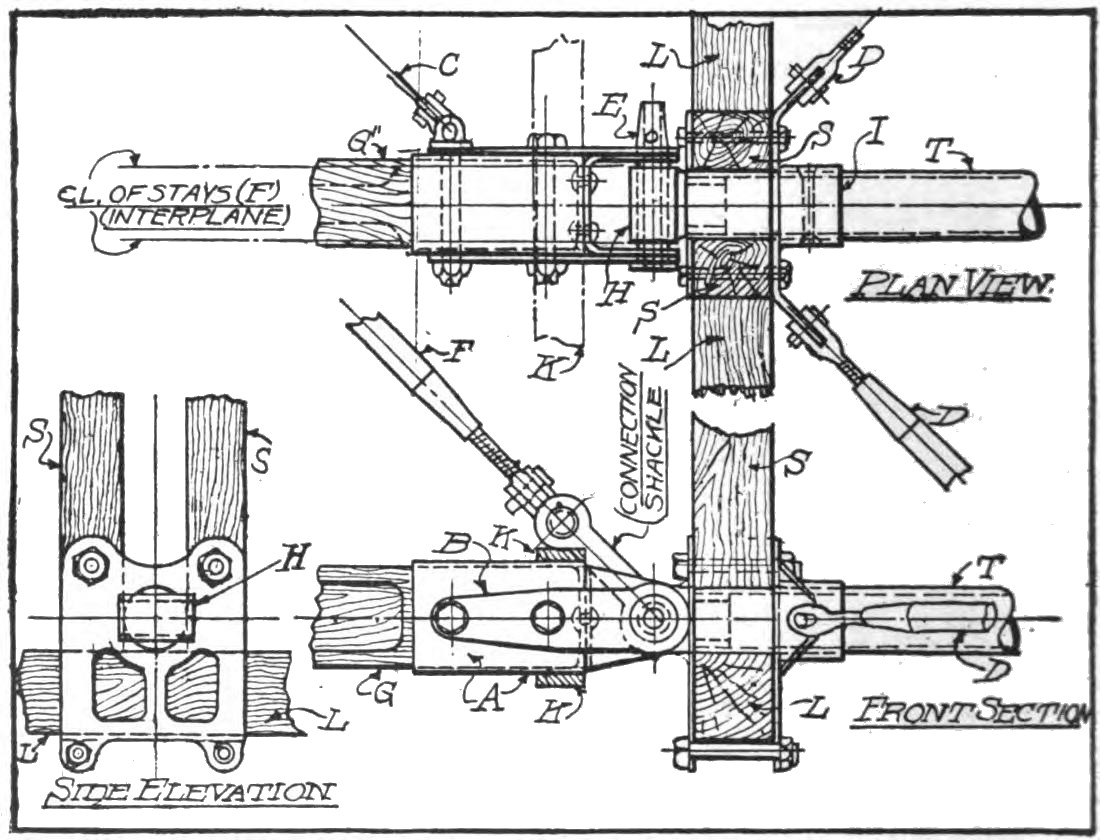 C
L
D
E
S
I
T
G"
C.L. OF STAYS (F)
(INTERPLANE)
H
PLAN VIEW.
S
F
K
L
D
CONNECTION
SHACKLE
S
S
S
H
B
K
T
G
A
K
D
L
FRONT SECTION
L
L
SIDE ELEVATION